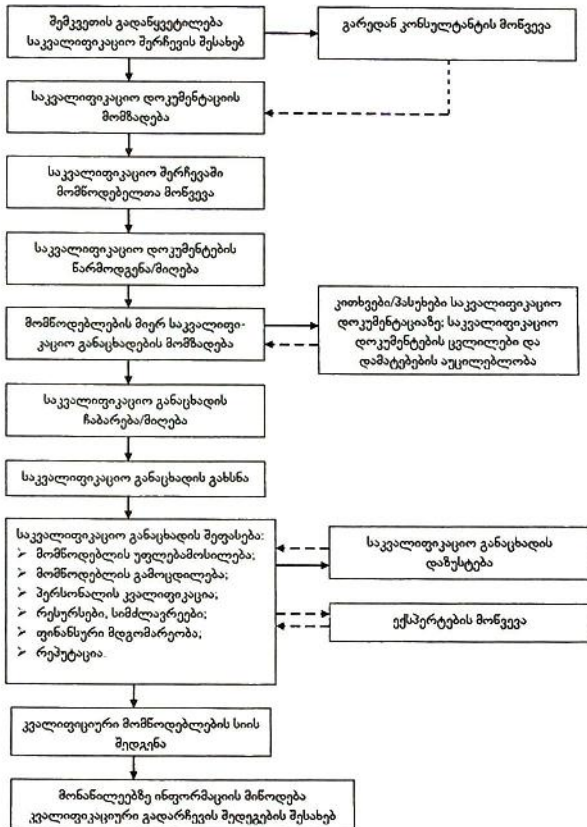 შემკვეთის გადაწყვეტილება
საკვალიფიკაციო შერჩევის შესახებ
გარედან კონსულტანტის მოწვევა
საკვალიფიკაციო დოკუმენტაციის
მომზადება
საკვალიფიკაციო შერჩევაში
მომწოდებელთა მოწვევა
საკვალიფიკაციო დოკუმენტების
წარმოდგენა/მიღება
მომწოდებლების მიერ საკვალიფი-
კაციო განაცხადების მომზადება
კითხვები/პასუხები საკვალიფიკაციო
დოკუმენტაციაზე; საკვალიფიკაციო
დოკუმენტების ცვლილები და
დამატებების აუცილებლობა
საკვალიფიკაციო განაცხადის
ჩაბარება/მიღება
საკვალიფიკაციო განაცხადის გახსნა
საკვალიფიკაციო განაცხადის შეფასება:
➢ მომწოდებლის უფლებამოსილება;
➢ მომწოდებლის გამოცდილება;
➢ პერსონალის კვალიფიკაცია;
➢ რესურსები, სიმძლავრეები;
➢ ფინანსური მდგომარეობა;
➢ რეპუტაცია.
საკვალიფიკაციო განაცხადის
დაზუსტება
ექსპერტების მოწვევა
კვალიფიციური მომწოდებლების სიის
შედგენა
მონაწილეებზე ინფორმაციის მიწოდება
კვალიფიკაციური გადარჩევის შედეგების შესახებ